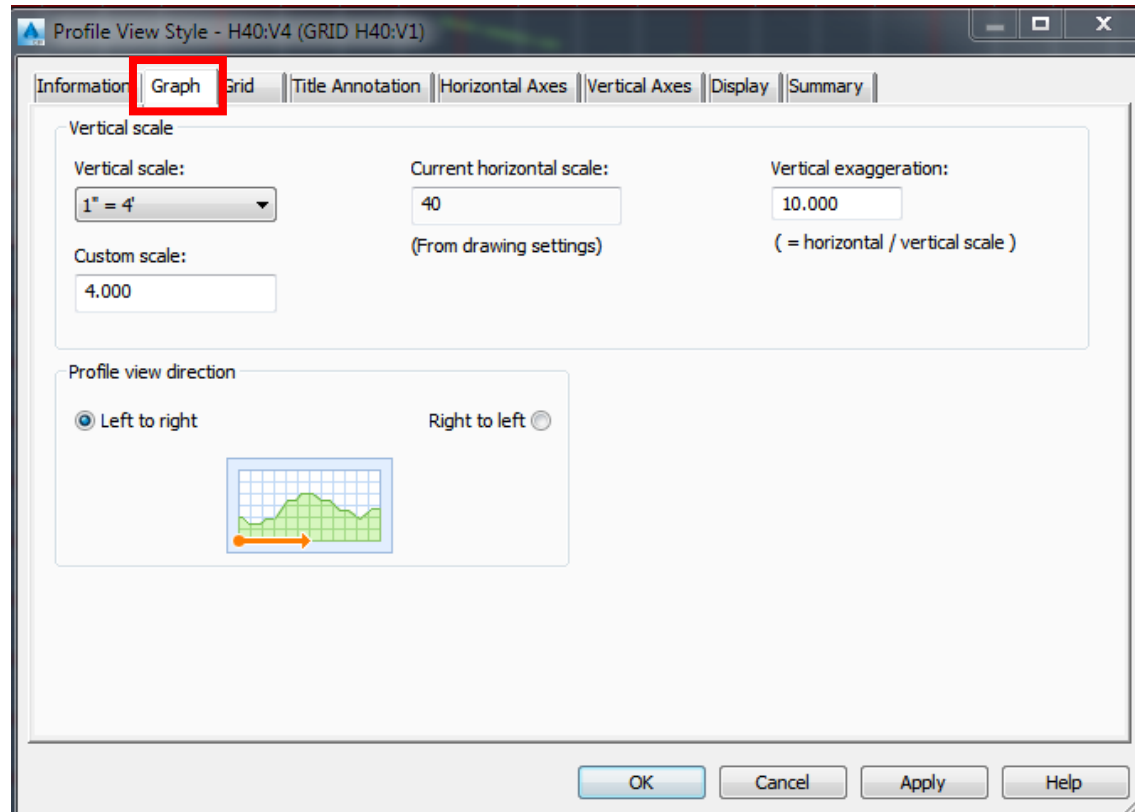 Profile View Style - H40:V4 (GRID H40:V1)
Information Graph Grid Title Annotation Horizontal Axes Vertical Axes Display Summary
Vertical scale
Vertical scale: Current horizontal scale: Vertical exaggeration:
1" = 4' 40 10.000
(From drawing settings) ( = horizontal / vertical scale )
Custom scale:
4.000
Profile view direction
Left to right Right to left
OK Cancel Apply Help